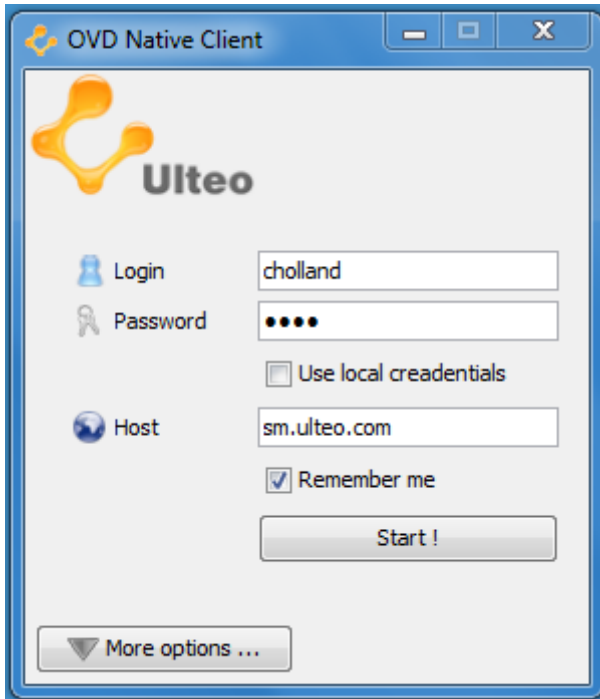 OVD Native Client
Ulteo
Login
cholland
Password
••••
Use local creadentials
Host
sm.ulteo.com
Remember me
Start !
More options ...